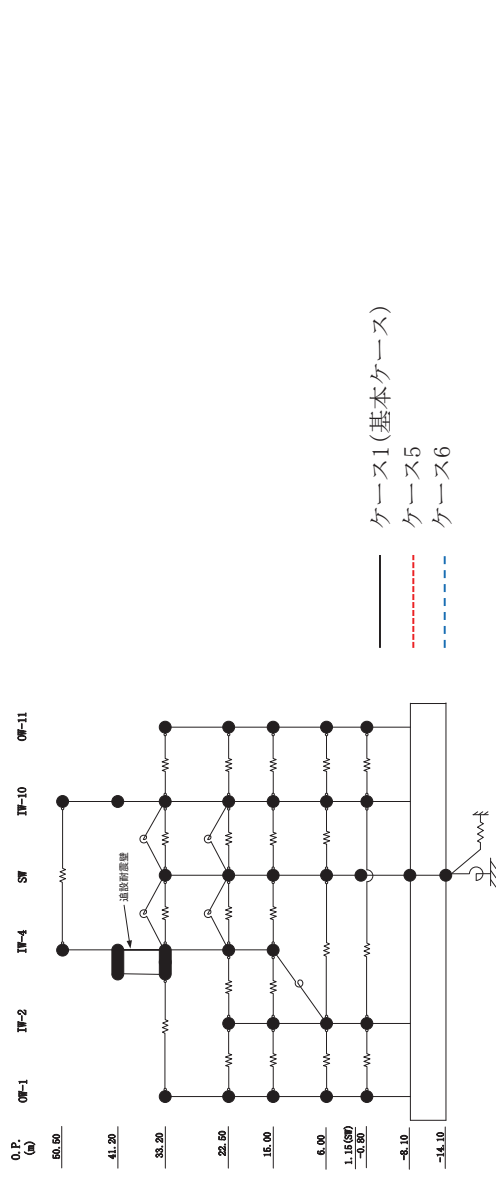 O.P.
(m)
OW-1
IW-2
IW-4
SW
IW-10
OW-11
50.50
41.20
33.20
22.50
15.00
6.00
1.15(SW)
-0.80
-8.10
-14.10
追設耐震壁
ケース1(基本ケース)
ケース5
ケース6